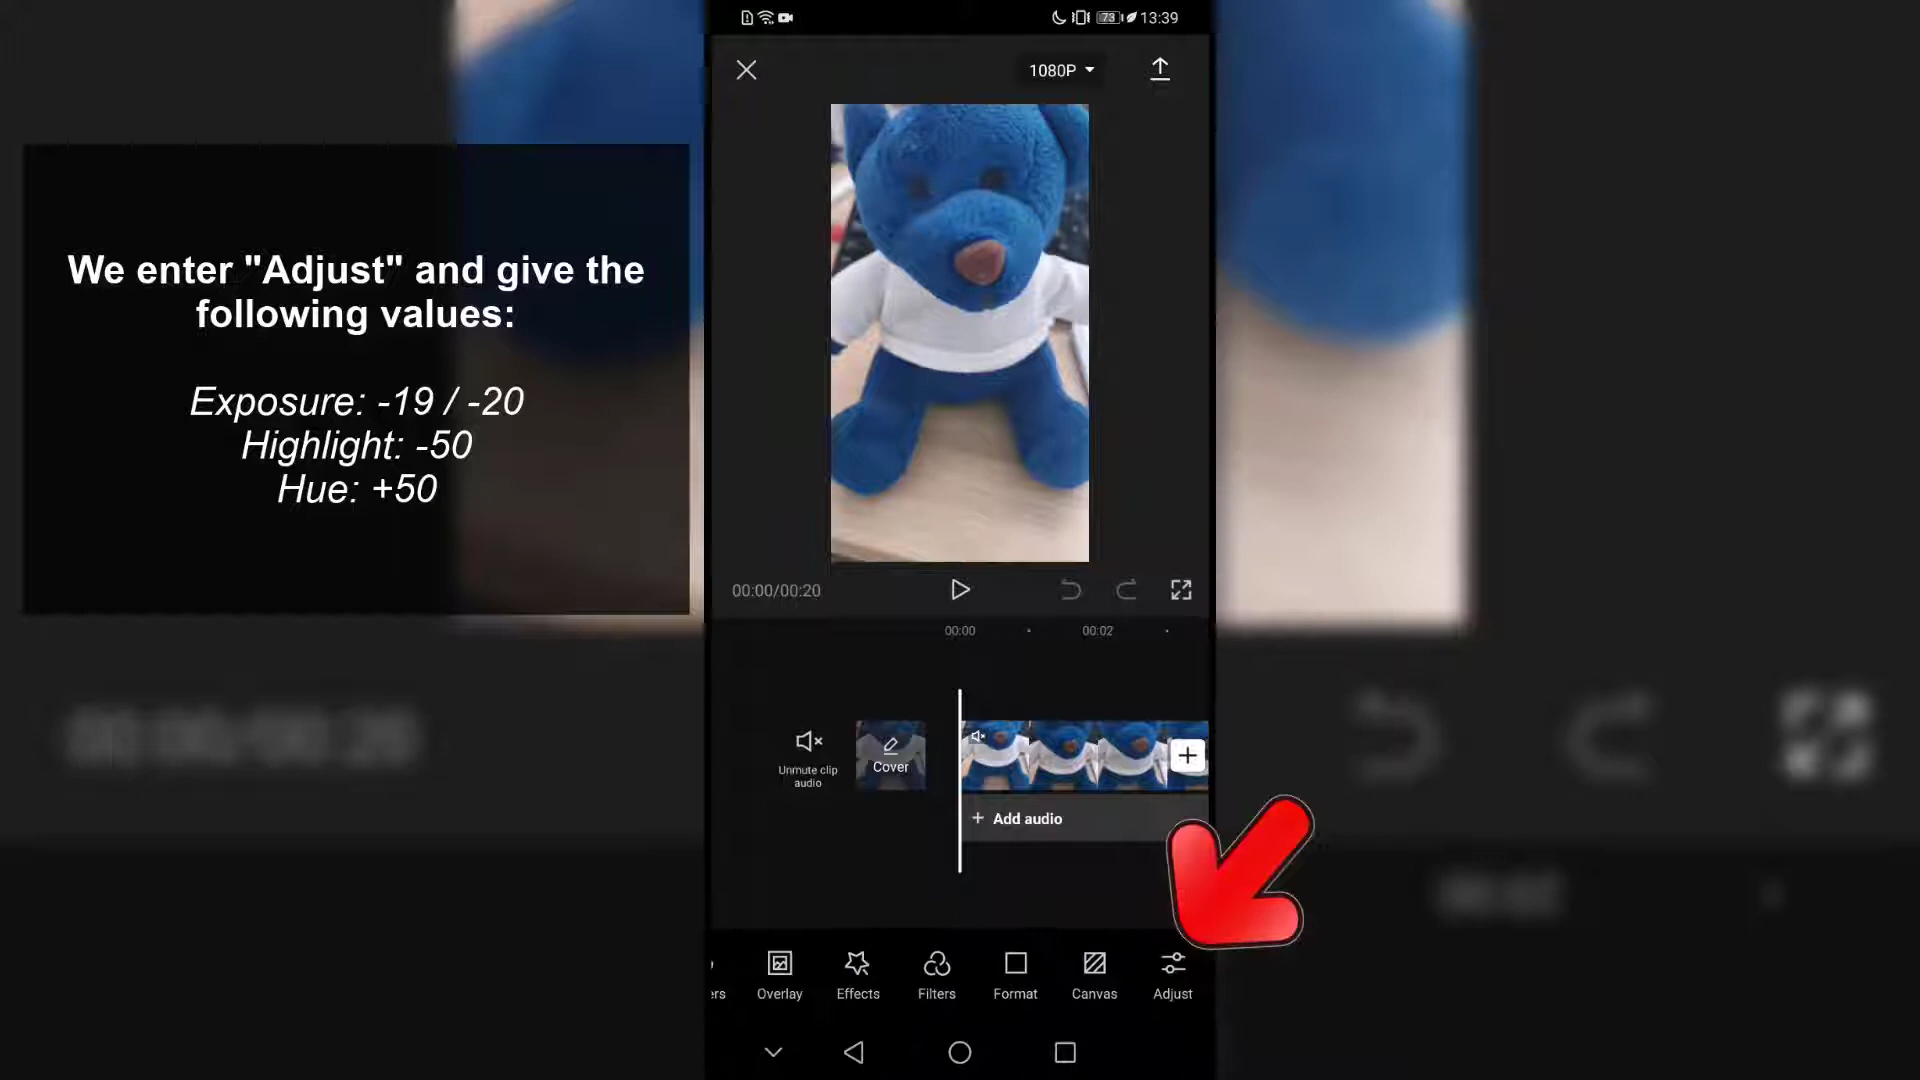 73 13:39
1080P
We enter "Adjust" and give the
following values:
Exposure: -19 / -20
Highlight: -50
Hue: +50
00:00/00:20
00:00
00:02
Unmute clip
audio
Cover
+ Add audio
ers
Overlay
Effects
Filters
Format
Canvas
Adjust